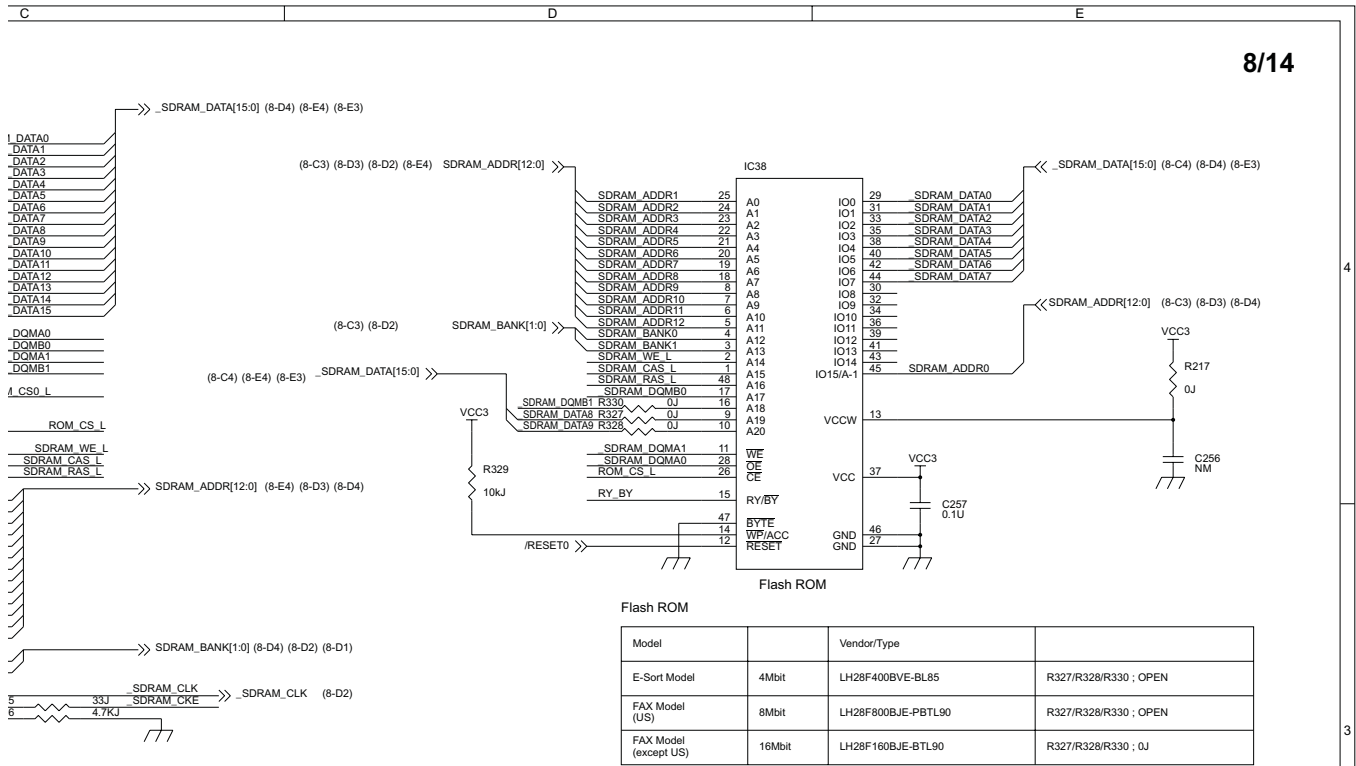 C D E
8/14
_SDRAM_DATA[15:0] (8-D4) (8-E4) (8-E3)
DATA0
DATA1
DATA2
DATA3
DATA4
DATA5
DATA6
DATA7
DATA8
DATA9
DATA10
DATA11
DATA12
DATA13
DATA14
DATA15
DQMA0
DQMB0
DQMA1
DQMB1
CS0_L
ROM_CS_L
SDRAM_WE_L
SDRAM_CAS_L
SDRAM_RAS_L
SDRAM_ADDR[12:0] (8-E4) (8-D3) (8-D4)
SDRAM_BANK[1:0] (8-D4) (8-D2) (8-D1)
_SDRAM_CLK
_SDRAM_CLK (8-D2)
5 33J _SDRAM_CKE
6 4.7KJ
(8-C3) (8-D3) (8-D2) (8-E4) SDRAM_ADDR[12:0]
(8-C3) (8-D2) SDRAM_BANK[1:0]
(8-C4) (8-E4) (8-E3) _SDRAM_DATA[15:0]
VCC3
R329
10kJ
/RESET0
IC38
SDRAM_ADDR1 25 A0
SDRAM_ADDR2 24 A1
SDRAM_ADDR3 23 A2
SDRAM_ADDR4 22 A3
SDRAM_ADDR5 21 A4
SDRAM_ADDR6 20 A5
SDRAM_ADDR7 19 A6
SDRAM_ADDR8 18 A7
SDRAM_ADDR9 8 A8
SDRAM_ADDR10 7 A9
SDRAM_ADDR11 6 A10
SDRAM_ADDR12 5 A11
SDRAM_BANK0 4 A12
SDRAM_BANK1 3 A13
SDRAM_WE_L 2 A14
SDRAM_CAS_L 1 A15
SDRAM_RAS_L 48 A16
_SDRAM_DQMB0 17 A17
_SDRAM_DQMB1 R330 0J 16 A18
SDRAM_DATA8 R327 0J 9 A19
SDRAM_DATA9 R328 0J 10 A20
_SDRAM_DQMA1 11 WE
_SDRAM_DQMA0 28 OE
ROM_CS_L 26 CE
RY_BY 15 RY/BY
47 BYTE
14 WP/ACC
12 RESET
IO0 29 _SDRAM_DATA0
IO1 31 _SDRAM_DATA1
IO2 33 _SDRAM_DATA2
IO3 35 _SDRAM_DATA3
IO4 38 _SDRAM_DATA4
IO5 40 _SDRAM_DATA5
IO6 42 _SDRAM_DATA6
IO7 44 _SDRAM_DATA7
IO8 30
IO9 32
IO10 34
IO11 36
IO12 39
IO13 41
IO14 43
IO15/A-1 45 SDRAM_ADDR0
VCCW 13
VCC 37
GND 46
GND 27
_SDRAM_DATA[15:0] (8-C4) (8-D4) (8-E3)
SDRAM_ADDR[12:0] (8-C3) (8-D3) (8-D4)
VCC3
R217
0J
C256
NM
VCC3
C257
0.1U
4
3
Flash ROM
Flash ROM
Model Vendor/Type
E-Sort Model 4Mbit LH28F400BVE-BL85 R327/R328/R330 ; OPEN
FAX Model
(US) 8Mbit LH28F800BJE-PBTL90 R327/R328/R330 ; OPEN
FAX Model
(except US) 16Mbit LH28F160BJE-BTL90 R327/R328/R330 ; 0J